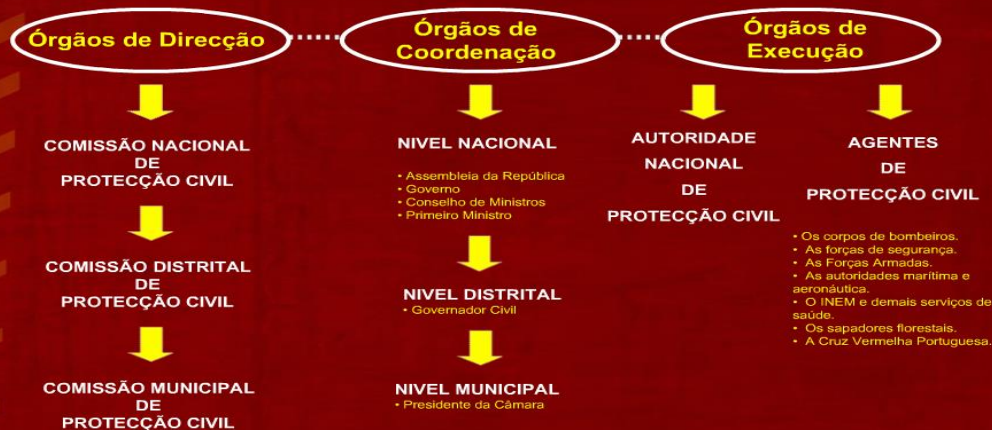 Órgãos de Direcção
COMISSÃO NACIONAL
DE
PROTECÇÃO CIVIL
COMISSÃO DISTRITAL
DE
PROTECÇÃO CIVIL
COMISSÃO MUNICIPAL
DE
PROTECÇÃO CIVIL
Órgãos de
Coordenação
NIVEL NACIONAL
• Assembleia da República
• Governo
• Conselho de Ministros
• Primeiro Ministro
NIVEL DISTRITAL
• Governador Civil
NIVEL MUNICIPAL
• Presidente da Câmara
Órgãos de
Execução
AUTORIDADE
NACIONAL
DE
PROTECÇÃO CIVIL
AGENTES
DE
PROTECÇÃO CIVIL
• Os corpos de bombeiros.
• As forças de segurança.
• As Forças Armadas.
• As autoridades marítima e
aeronáutica.
• O INEM e demais serviços de
saúde.
• Os sapadores florestais.
• A Cruz Vermelha Portuguesa.